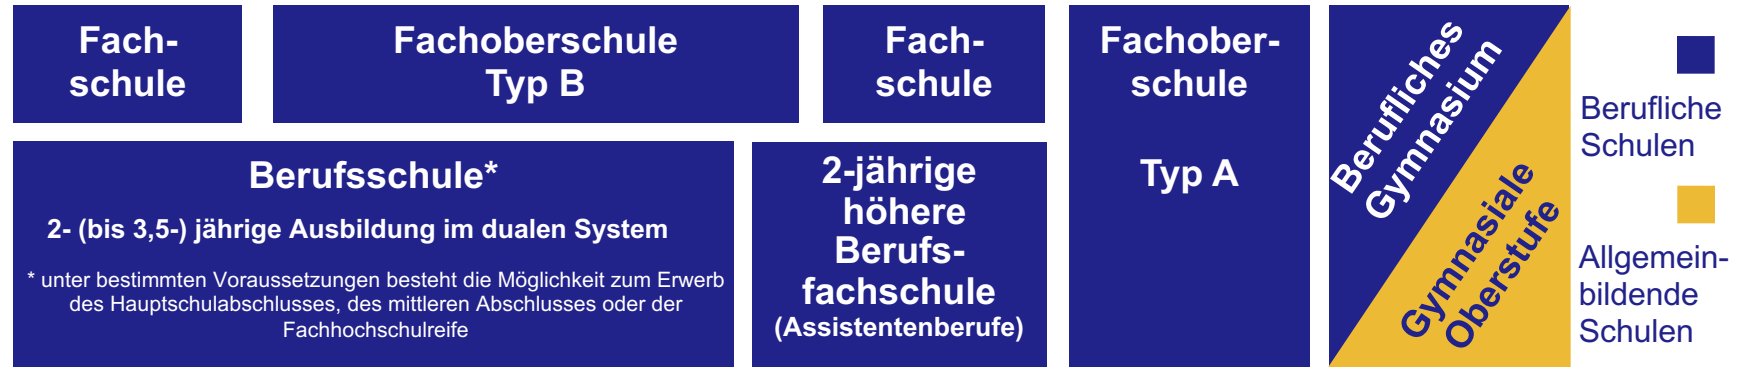 Fach-
schule
Fachoberschule
Typ B
Fach-
schule
Fachober-
schule
Typ A
Berufliches
Gymnasium
Gymnasiale
Oberstufe
Berufliche
Schulen
Allgemein-
bildende
Schulen
Berufsschule*
2- (bis 3,5-) jährige Ausbildung im dualen System
* unter bestimmten Voraussetzungen besteht die Möglichkeit zum Erwerb
des Hauptschulabschlusses, des mittleren Abschlusses oder der
Fachhochschulreife
2-jährige
höhere
Berufs-
fachschule
(Assistentenberufe)